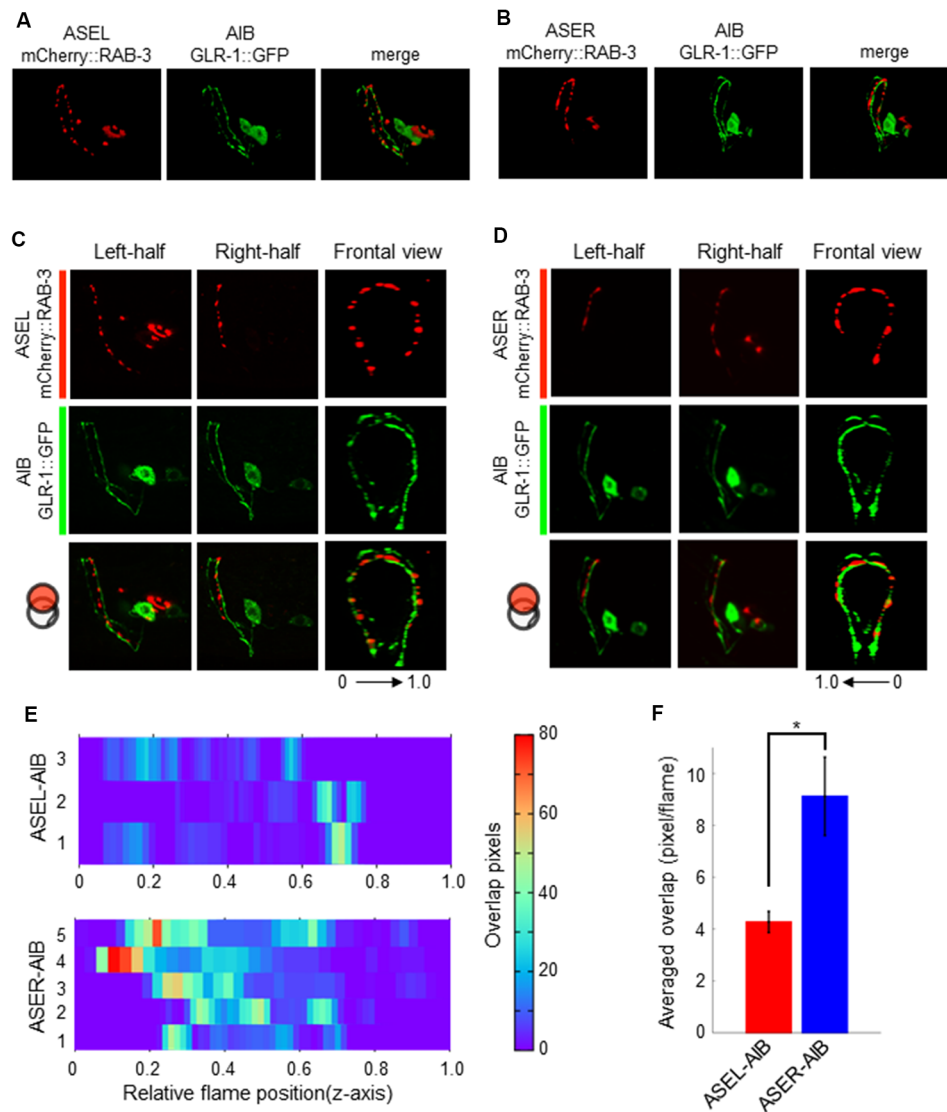 A
ASEL
mCherry::RAB-3
AIB
GLR-1::GFP
merge
B
ASER
mCherry::RAB-3
AIB
GLR-1::GFP
merge
C
Left-half
Right-half
Frontal view
ASEL
mCherry::RAB-3
AIB
GLR-1::GFP
0
1.0
D
Left-half
Right-half
Frontal view
ASER
mCherry::RAB-3
AIB
GLR-1::GFP
1.0
0
E
ASEL-AIB
3
2
1
0 0.2 0.4 0.6 0.8 1.0
ASER-AIB
5
4
3
2
1
0 0.2 0.4 0.6 0.8 1.0
Relative flame position(z-axis)
Overlap pixels
80
60
40
20
0
F
*
Averaged overlap (pixel/flame)
10
8
6
4
2
0
ASEL-AIB
ASER-AIB